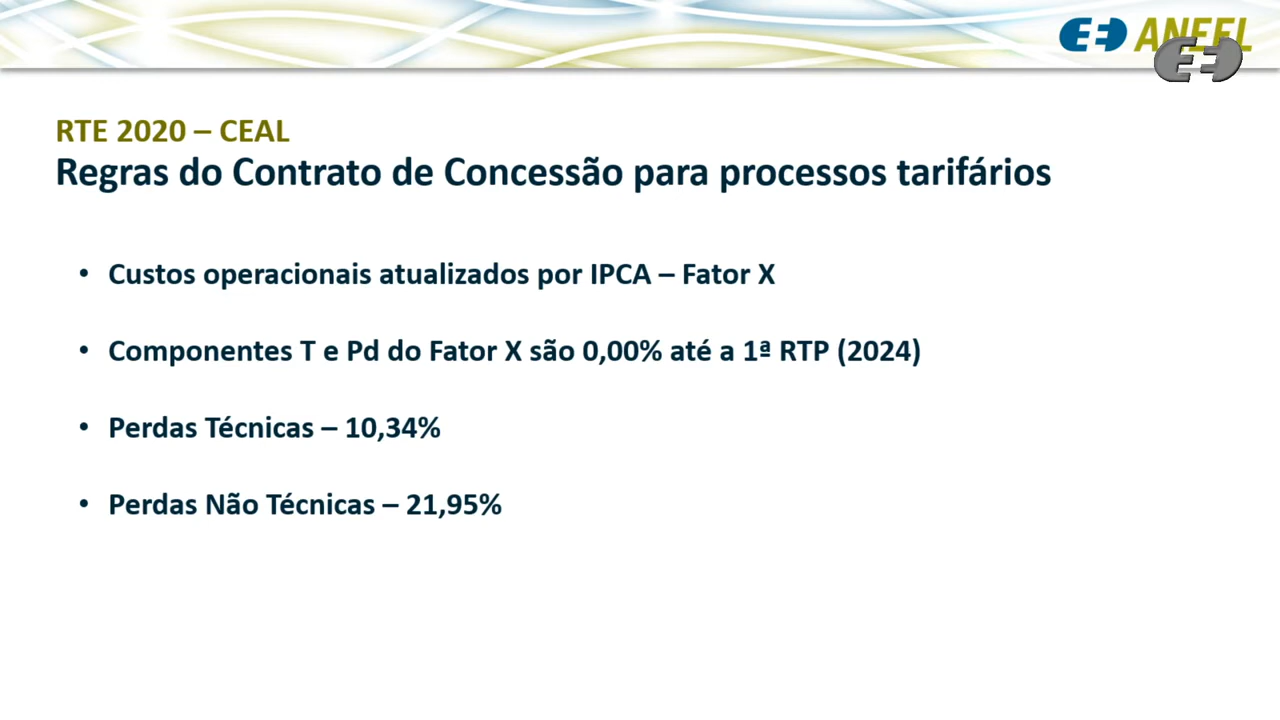 ANEEL
RTE 2020 – CEAL
Regras do Contrato de Concessão para processos tarifários
• Custos operacionais atualizados por IPCA – Fator X
• Componentes T e Pd do Fator X são 0,00% até a 1ª RTP (2024)
• Perdas Técnicas – 10,34%
• Perdas Não Técnicas – 21,95%